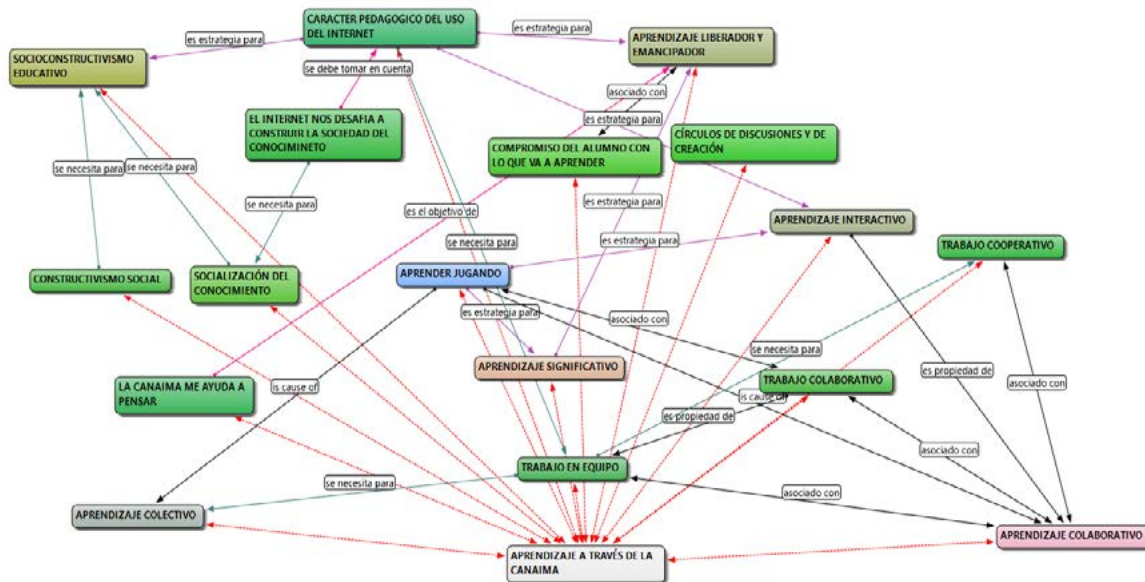 CARACTER PEDAGOGICO DEL USO
DEL INTERNET
es estrategia para
es estrategia para
APRENDIZAJE LIBERADOR Y
EMANCIPADOR
SOCIOCONSTRUCTIVISMO
EDUCATIVO
se debe tomar en cuenta
asociado con
EL INTERNET NOS DESAFIA A
CONSTRUIR LA SOCIEDAD DEL
CONOCIMINETO
es estrategia para
COMPROMISO DEL ALUMNO CON
LO QUE VA A APRENDER
CÍRCULOS DE DISCUSIONES Y DE
CREACIÓN
se necesita para
se necesita para
se necesita para
es estrategia para
es el objetivo de
APRENDIZAJE INTERACTIVO
se necesita para
es estrategia para
TRABAJO COOPERATIVO
CONSTRUCTIVISMO SOCIAL
SOCIALIZACIÓN DEL
CONOCIMIENTO
APRENDER JUGANDO
es estrategia para
asociado con
se necesita para
APRENDIZAJE SIGNIFICATIVO
TRABAJO COLABORATIVO
es propiedad de
asociado con
LA CANAIMA ME AYUDA A
PENSAR
is cause of
is cause of
es propiedad de
asociado con
TRABAJO EN EQUIPO
se necesita para
asociado con
APRENDIZAJE COLECTIVO
APRENDIZAJE COLABORATIVO
APRENDIZAJE A TRAVÉS DE LA
CANAIMA